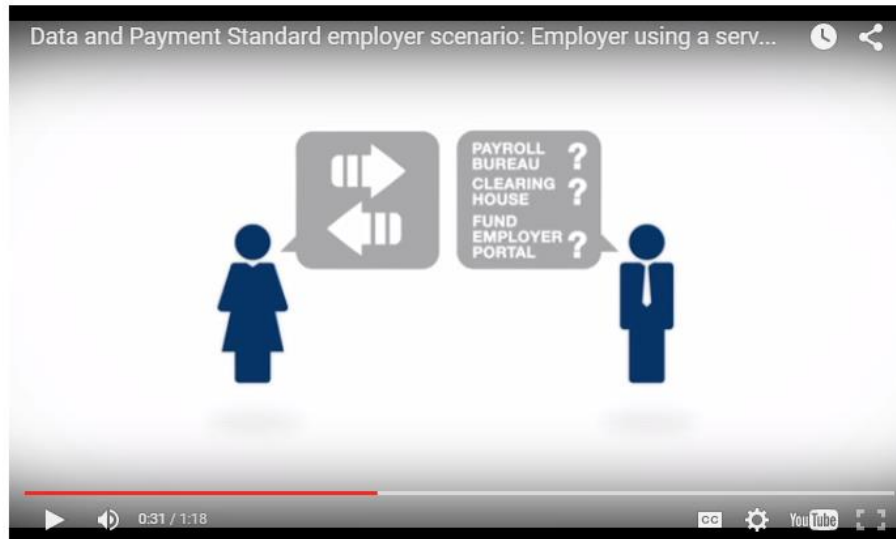 Data and Payment Standard employer scenario: Employer using a serv...
PAYROLL ?
BUREAU
CLEARING ?
HOUSE
FUND
EMPLOYER ?
PORTAL
0:31 / 1:18
CC
YouTube